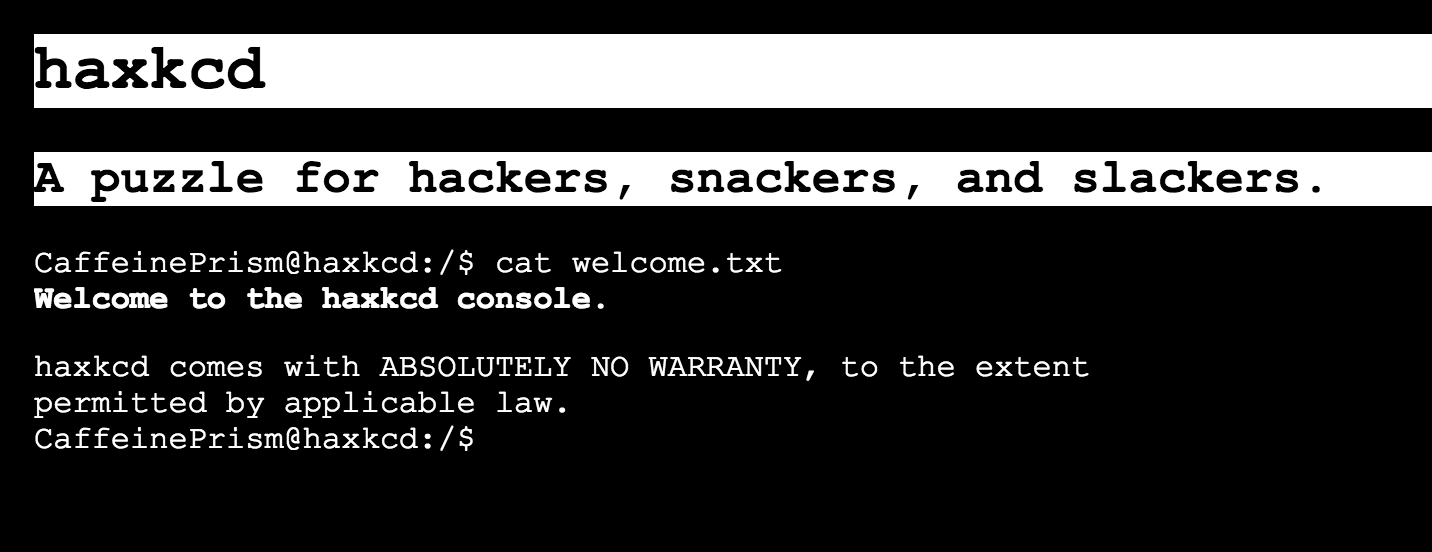 haxkcd
A puzzle for hackers, snackers, and slackers.
CaffeinePrism@haxkcd:/$ cat welcome.txt
Welcome to the haxkcd console.
haxkcd comes with ABSOLUTELY NO WARRANTY, to the extent
permitted by applicable law.
CaffeinePrism@haxkcd:/$